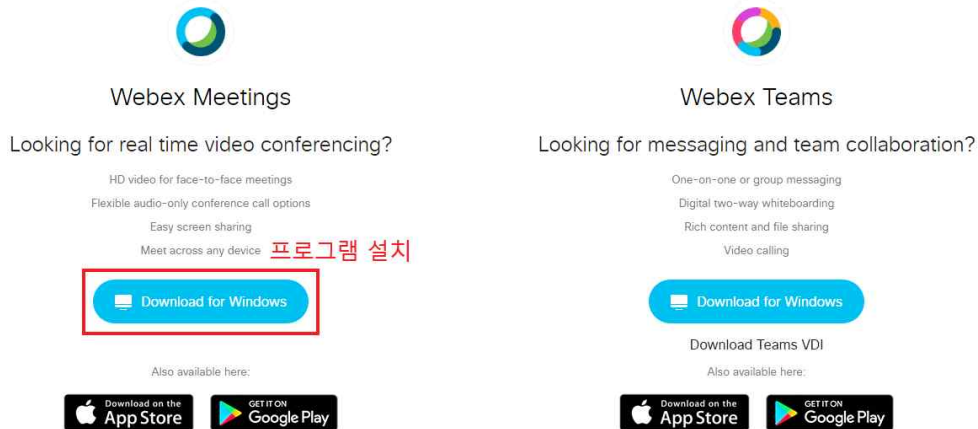 Webex Meetings
Looking for real time video conferencing?
HD video for face-to-face meetings
Flexible audio-only conference call options
Easy screen sharing
Meet across any device 프로그램 설치
Download for Windows
Also available here:
Download on the
App Store
GET IT ON
Google Play
Webex Teams
Looking for messaging and team collaboration?
One-on-one or group messaging
Digital two-way whiteboarding
Rich content and file sharing
Video calling
Download for Windows
Download Teams VDI
Also available here:
Download on the
App Store
GET IT ON
Google Play